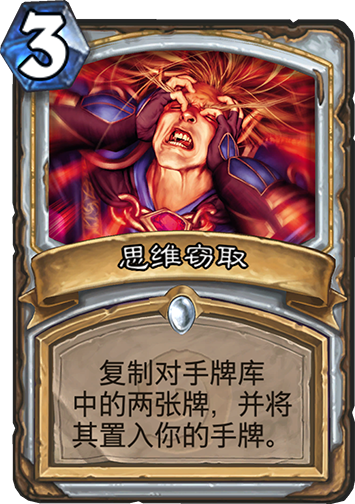 3
思维窃取
复制对手牌库
中的两张牌，并将
其置入你的手牌。